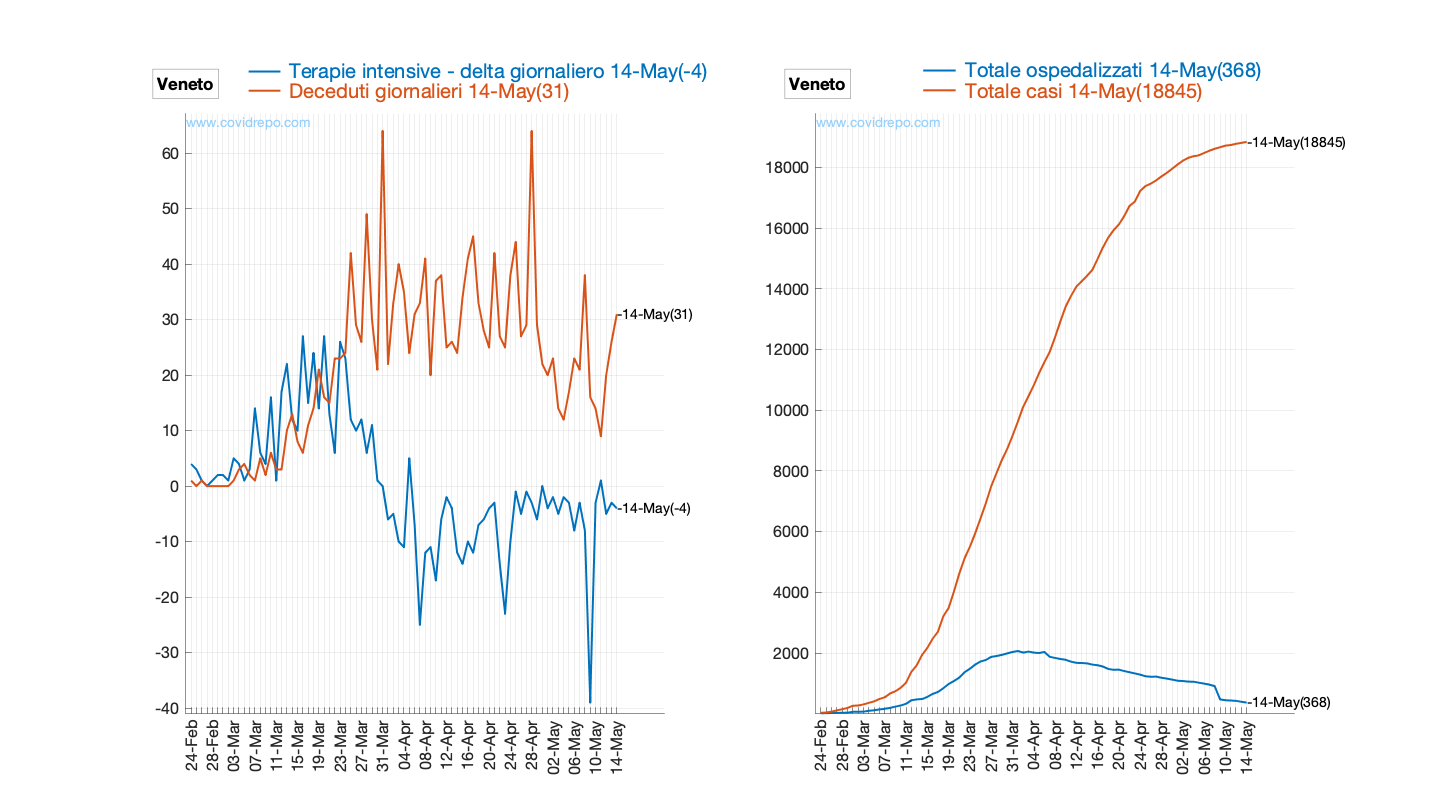 Veneto
Terapie intensive - delta giornaliero 14-May(-4)
Deceduti giornalieri 14-May(31)
www.covidrepo.com
60
50
40
30
20
10
0
-10
-20
-30
-40
14-May(31)
14-May(-4)
24-Feb
28-Feb
03-Mar
07-Mar
11-Mar
15-Mar
19-Mar
23-Mar
27-Mar
31-Mar
04-Apr
08-Apr
12-Apr
16-Apr
20-Apr
24-Apr
28-Apr
02-May
06-May
10-May
14-May
Veneto
Totale ospedalizzati 14-May(368)
Totale casi 14-May(18845)
www.covidrepo.com
18000
16000
14000
12000
10000
8000
6000
4000
2000
14-May(18845)
14-May(368)
24-Feb
28-Feb
03-Mar
07-Mar
11-Mar
15-Mar
19-Mar
23-Mar
27-Mar
31-Mar
04-Apr
08-Apr
12-Apr
16-Apr
20-Apr
24-Apr
28-Apr
02-May
06-May
10-May
14-May